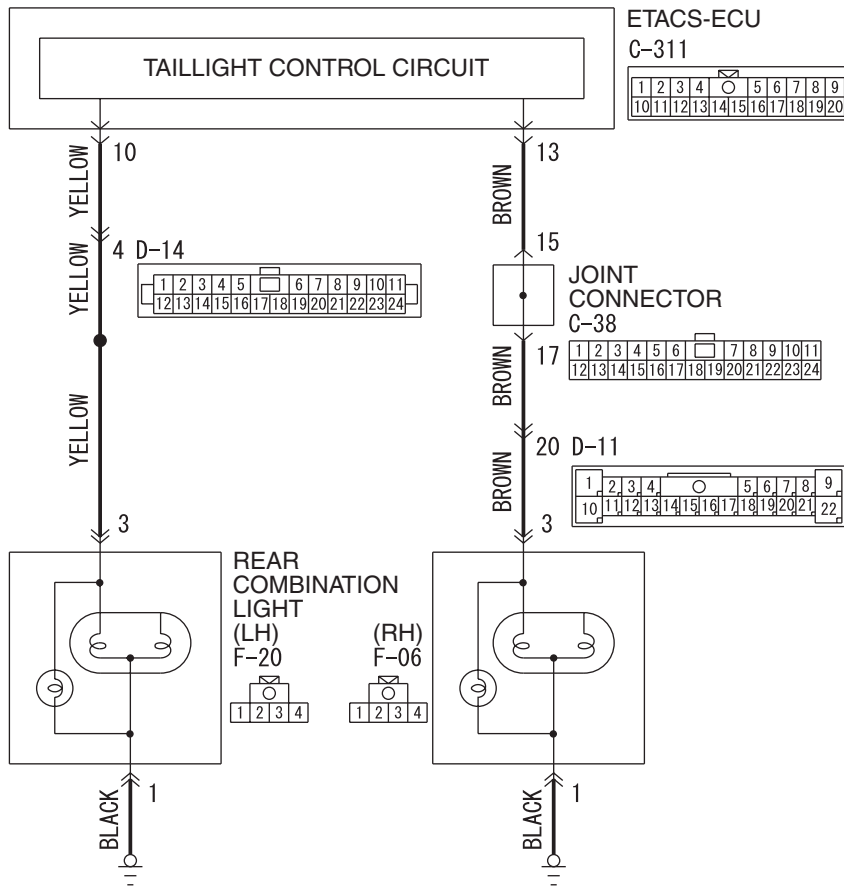 ETACS-ECU
C-311
TAILLIGHT CONTROL CIRCUIT
1 2 3 4 5 6 7 8 9
10 11 12 13 14 15 16 17 18 19 20
10
13
YELLOW
BROWN
4 D-14
15
YELLOW
1 2 3 4 5 6 7 8 9 10 11
12 13 14 15 16 17 18 19 20 21 22 23 24
JOINT
CONNECTOR
C-38
17
1 2 3 4 5 6 7 8 9 10 11
12 13 14 15 16 17 18 19 20 21 22 23 24
BROWN
YELLOW
20 D-11
BROWN
1 2 3 4 5 6 7 8 9
10 11 12 13 14 15 16 17 18 19 20 21 22
3
3
REAR
COMBINATION
LIGHT
(LH)
F-20
(RH)
F-06
1 2 3 4
1 2 3 4
1
1
BLACK
BLACK